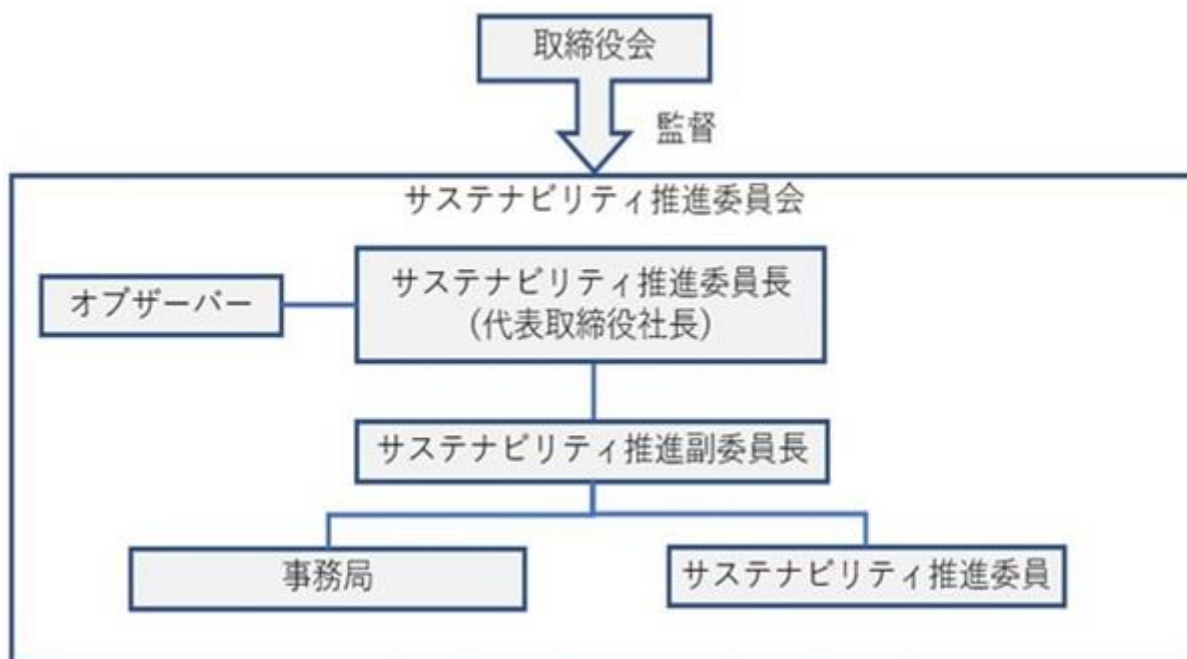 取締役会
監督
サステナビリティ推進委員会
オブザーバー
サステナビリティ推進委員長
（代表取締役社長）
サステナビリティ推進副委員長
事務局
サステナビリティ推進委員